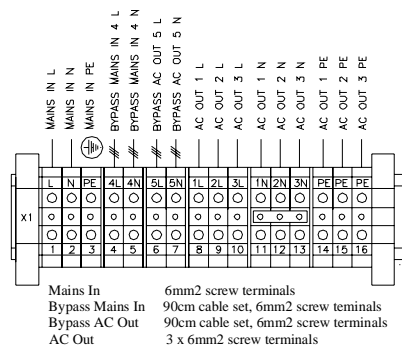 MAINS IN L
MAINS IN N
MAINS IN PE
BYPASS MAINS IN 4 L
BYPASS MAINS IN 4 N
BYPASS AC OUT 5 L
BYPASS AC OUT 5 N
AC OUT 1 L
AC OUT 2 L
AC OUT 3 L
AC OUT 1 N
AC OUT 2 N
AC OUT 3 N
AC OUT 1 PE
AC OUT 2 PE
AC OUT 3 PE
L N PE 4L 4N 5L 5N 1L 2L 3L 1N 2N 3N PE PE PE
X1
1 2 3 4 5 6 7 8 9 10 11 12 13 14 15 16
Mains In 6mm2 screw terminals
Bypass Mains In 90cm cable set, 6mm2 screw teminals
Bypass AC Out 90cm cable set, 6mm2 screw terminals
AC Out 3 x 6mm2 screw terminals